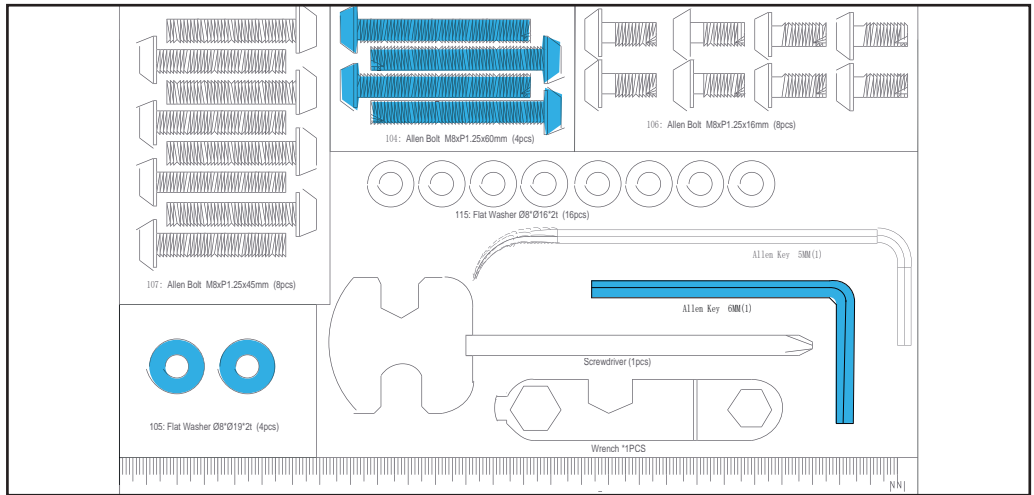 104: Allen Bolt M8xP1.25x60mm (4pcs)
106: Allen Bolt M8xP1.25x16mm (8pcs)
115: Flat Washer Ø8*Ø16*2t (16pcs)
Allen Key 5MM(1)
107: Allen Bolt M8xP1.25x45mm (8pcs)
Allen Key 6MM(1)
Screwdriver (1pcs)
105: Flat Washer Ø8*Ø19*2t (4pcs)
Wrench *1PCS